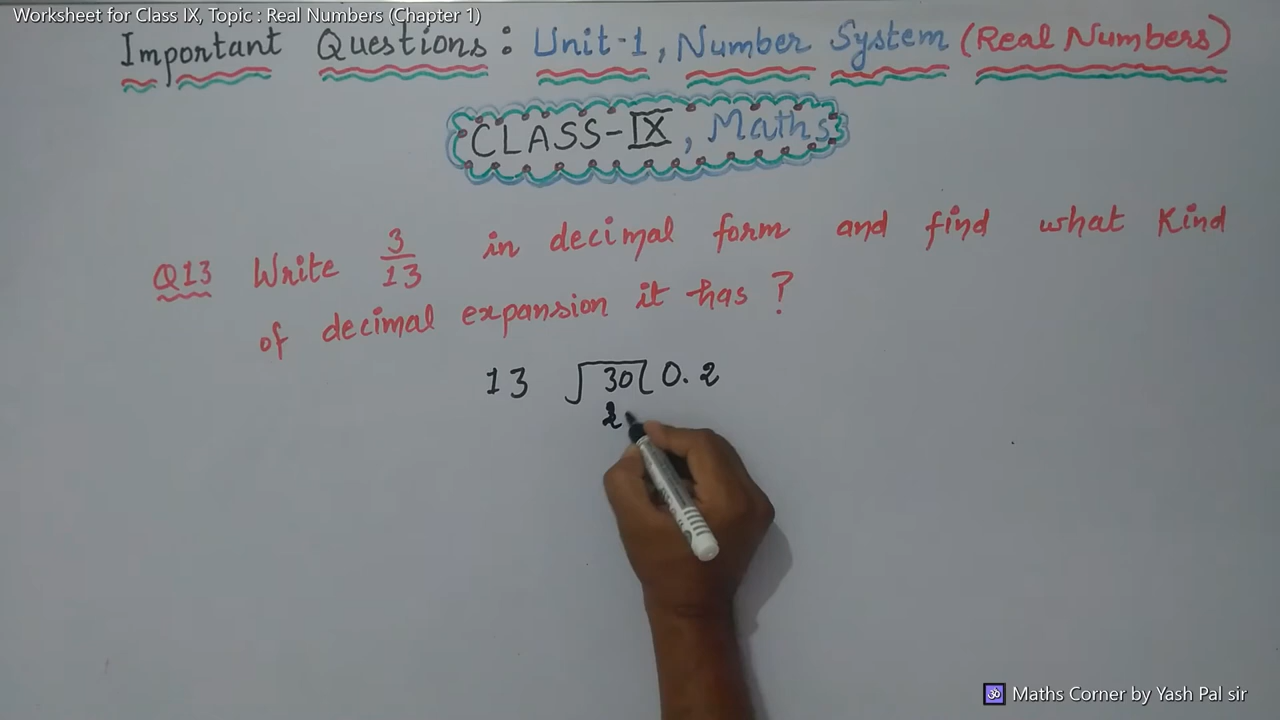 Worksheet for Class IX, Topic : Real Numbers (Chapter 1)
Important Questions : Unit-1, Number System (Real Numbers)
CLASS-IX, Maths
Q13 Write 3/13 in decimal form and find what kind
of decimal expansion it has ?
13 30 0.2
2
Maths Corner by Yash Pal sir